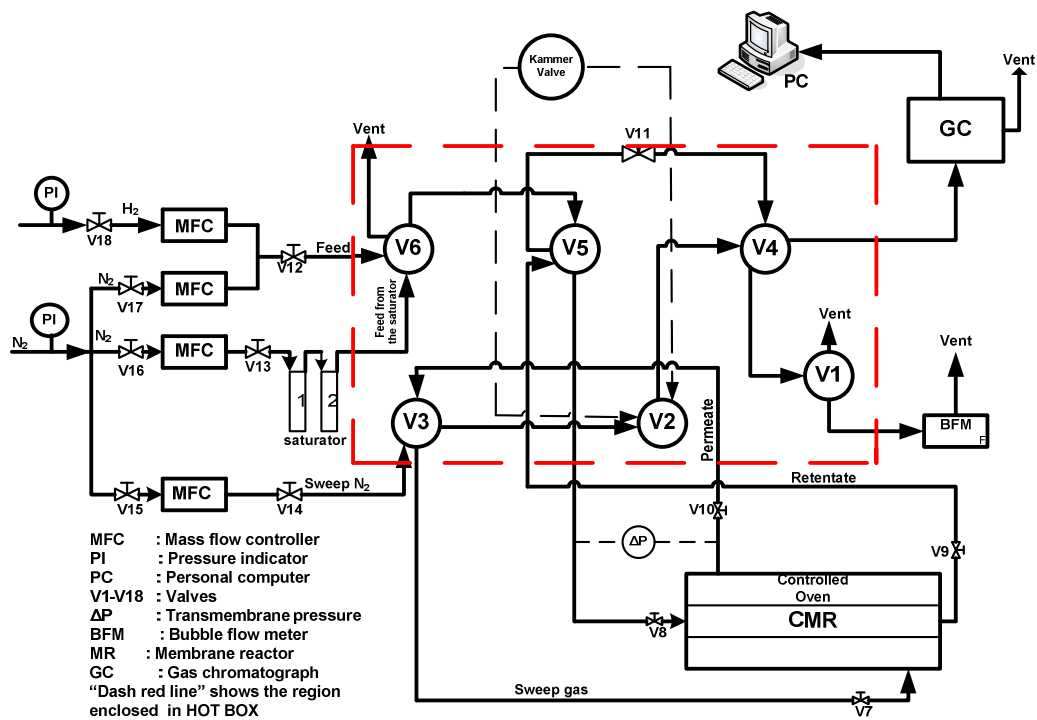 Kammer
Valve
PC
Vent
GC
Vent
V11
PI
H₂
V18
MFC
V6
V5
V4
Feed
V12
N₂
V17
MFC
PI
N₂
N₂
V16
MFC
V13
Feed from
the saturator
1
2
saturator
Vent
V1
Vent
BFM
F
V3
V2
Permeate
Retentate
V15
MFC
V14
Sweep N₂
V10
V9
ΔP
Controlled
Oven
CMR
V8
Sweep gas
V7
MFC : Mass flow controller
PI : Pressure indicator
PC : Personal computer
V1-V18 : Valves
ΔP : Transmembrane pressure
BFM : Bubble flow meter
MR : Membrane reactor
GC : Gas chromatograph
“Dash red line” shows the region
enclosed in HOT BOX